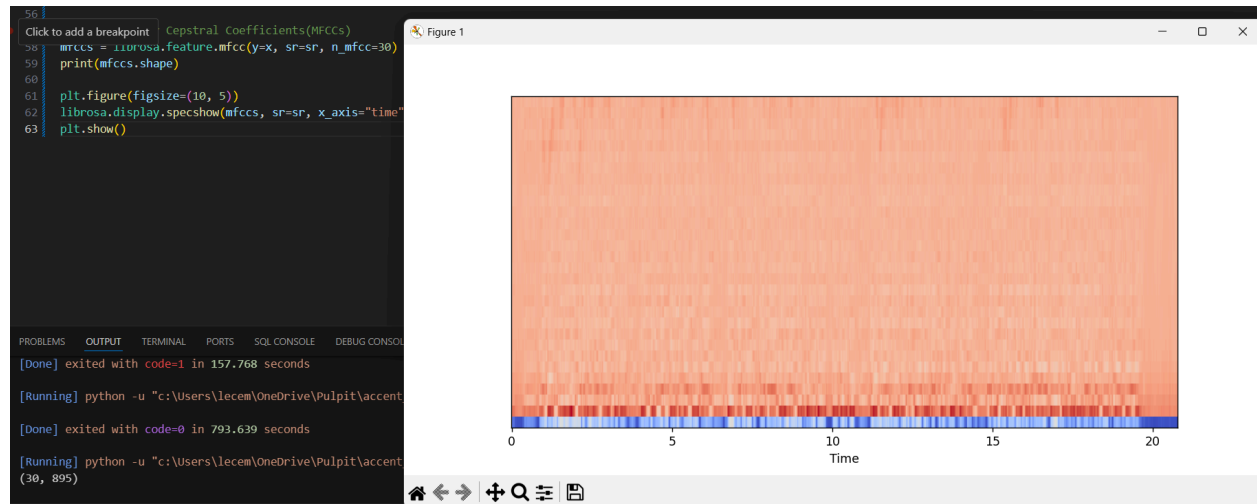 56
Click to add a breakpoint Cepstral Coefficients(MFCCs)
58 mfccs = librosa.feature.mfcc(y=x, sr=sr, n_mfcc=30)
59 print(mfccs.shape)
60
61 plt.figure(figsize=(10, 5))
62 librosa.display.specshow(mfccs, sr=sr, x_axis="time"
63 plt.show()
PROBLEMS OUTPUT TERMINAL PORTS SQL CONSOLE DEBUG CONSOL
[Done] exited with code=1 in 157.768 seconds
[Running] python -u "c:\Users\lecem\OneDrive\Pulpit\accent
[Done] exited with code=0 in 793.639 seconds
[Running] python -u "c:\Users\lecem\OneDrive\Pulpit\accent
(30, 895)
Figure 1
0 5 10 15 20
Time